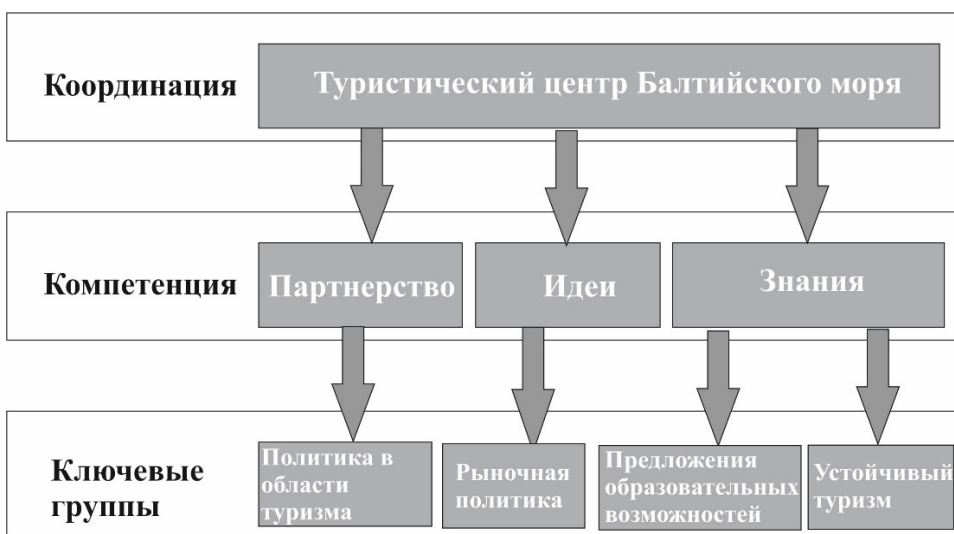 Координация
Туристический центр Балтийского моря
Компетенция
Партнерство
Идеи
Знания
Ключевые
группы
Политика в
области
туризма
Рыночная
политика
Предложения
образовательных
возможностей
Устойчивый
туризм